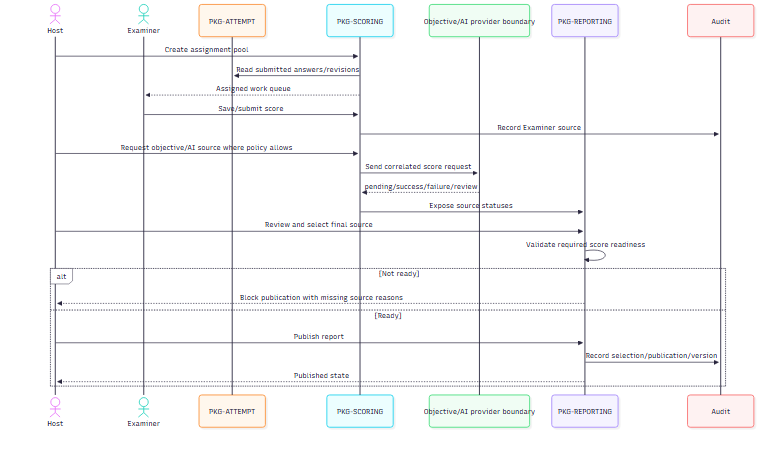 Host
Examiner
PKG-ATTEMPT
PKG-SCORING
Objective/AI provider boundary
PKG-REPORTING
Audit
Create assignment pool
Read submitted answers/revisions
Assigned work queue
Save/submit score
Record Examiner source
Request objective/AI source where policy allows
Send correlated score request
pending/success/failure/review
Expose source statuses
Review and select final source
Validate required score readiness
alt
[Not ready]
Block publication with missing source reasons
[Ready]
Publish report
Record selection/publication/version
Published state
Host
Examiner
PKG-ATTEMPT
PKG-SCORING
Objective/AI provider boundary
PKG-REPORTING
Audit